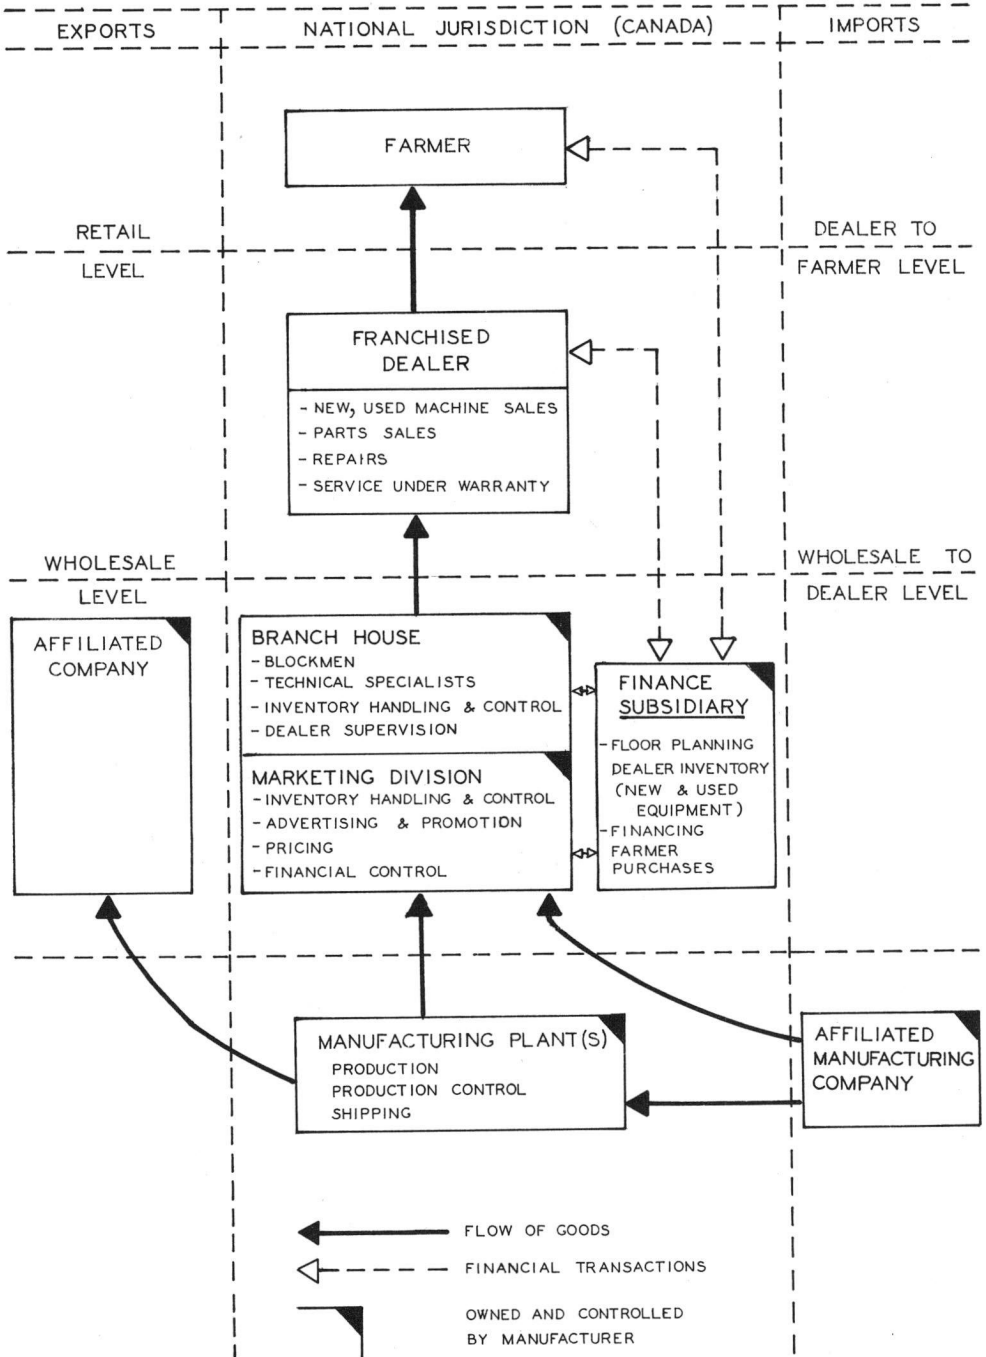 EXPORTS
NATIONAL JURISDICTION (CANADA)
IMPORTS
FARMER
RETAIL
LEVEL
DEALER TO
FARMER LEVEL
FRANCHISED
DEALER
- NEW, USED MACHINE SALES
- PARTS SALES
- REPAIRS
- SERVICE UNDER WARRANTY
WHOLESALE
LEVEL
WHOLESALE TO
DEALER LEVEL
AFFILIATED
COMPANY
BRANCH HOUSE
- BLOCKMEN
- TECHNICAL SPECIALISTS
- INVENTORY HANDLING & CONTROL
- DEALER SUPERVISION
MARKETING DIVISION
- INVENTORY HANDLING & CONTROL
- ADVERTISING & PROMOTION
- PRICING
- FINANCIAL CONTROL
FINANCE
SUBSIDIARY
- FLOOR PLANNING
DEALER INVENTORY
(NEW & USED
EQUIPMENT)
- FINANCING
FARMER
PURCHASES
MANUFACTURING PLANT(S)
PRODUCTION
PRODUCTION CONTROL
SHIPPING
AFFILIATED
MANUFACTURING
COMPANY
FLOW OF GOODS
FINANCIAL TRANSACTIONS
OWNED AND CONTROLLED
BY MANUFACTURER